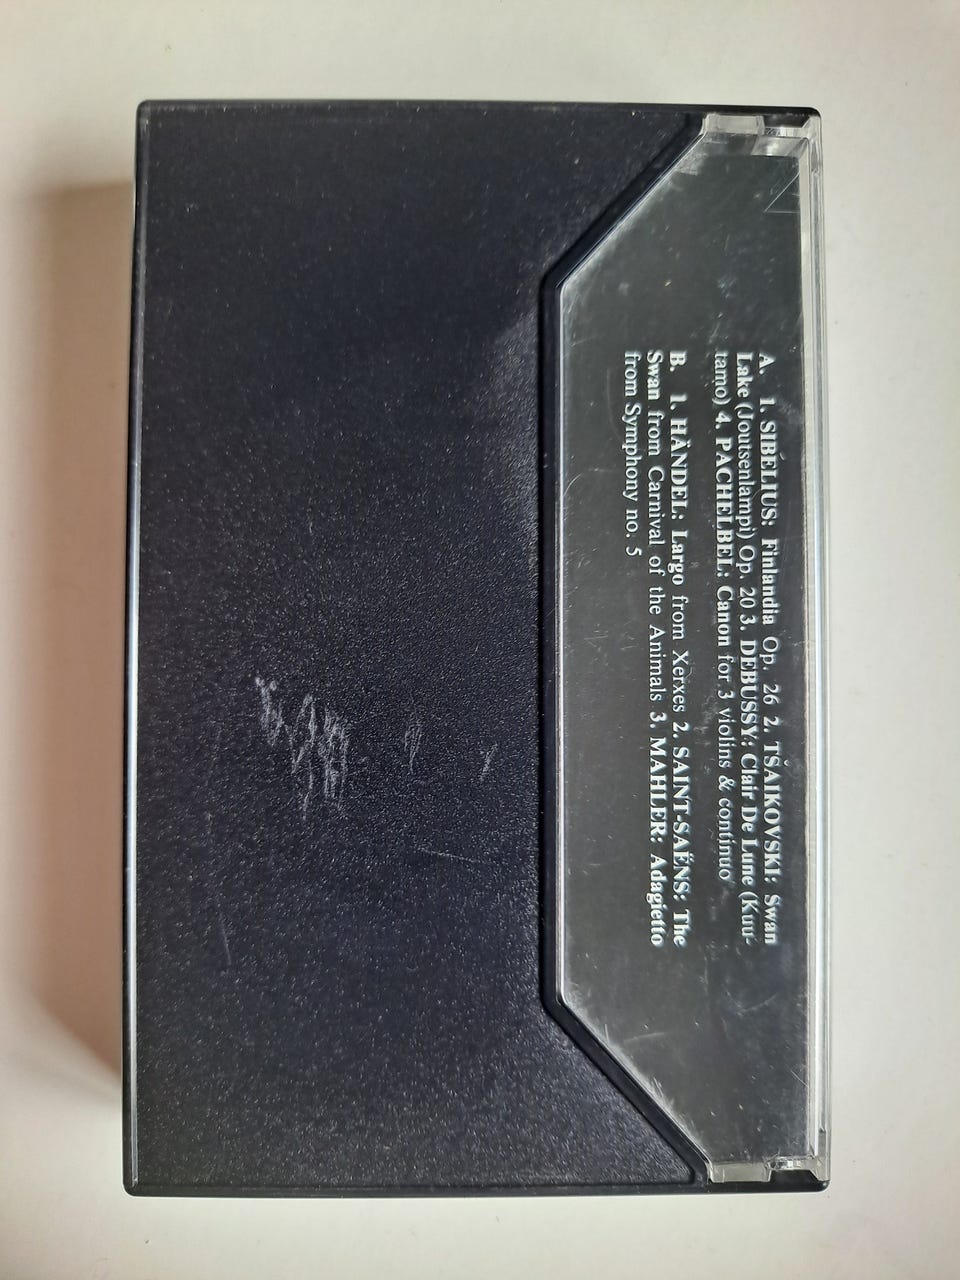 A. 1. SIBELIUS: Finlandia Op. 26 2. TŠAIKOVSKI: Swan
Lake (Joutsenlampi) Op. 20 3. DEBUSSY: Clair De Lune (Kuu-
tamo) 4. PACHELBEL: Canon for 3 violins & continuo
B. 1. HÄNDEL: Largo from Xerxes 2. SAINT-SAËNS: The
Swan from Carnival of the Animals 3. MAHLER: Adagietto
from Symphony no. 5